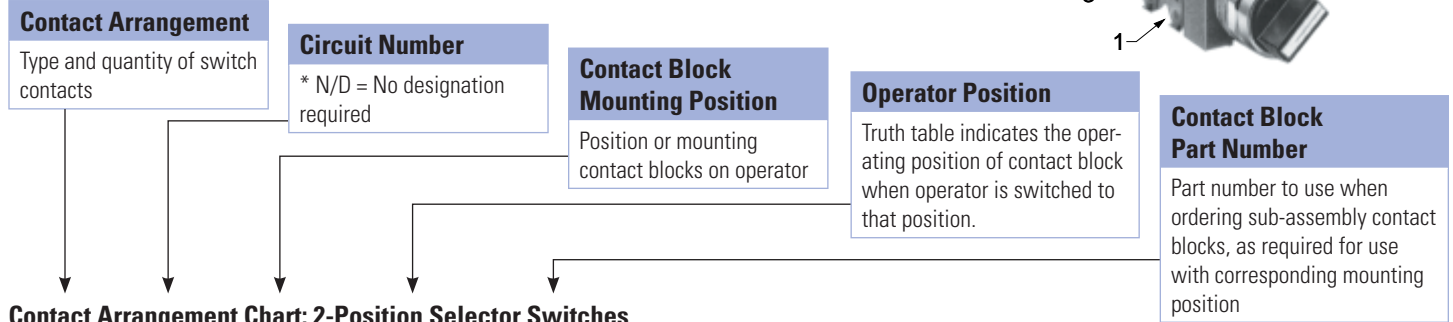 Contact Arrangement
Type and quantity of switch
contacts
Circuit Number
* N/D = No designation
required
Contact Block
Mounting Position
Position or mounting
contact blocks on operator
Operator Position
Truth table indicates the oper-
ating position of contact block
when operator is switched to
that position.
1
Contact Block
Part Number
Part number to use when
ordering sub-assembly contact
blocks, as required for use
with corresponding mounting
position
Contact Arrangement Chart: 2-Position Selector Switches